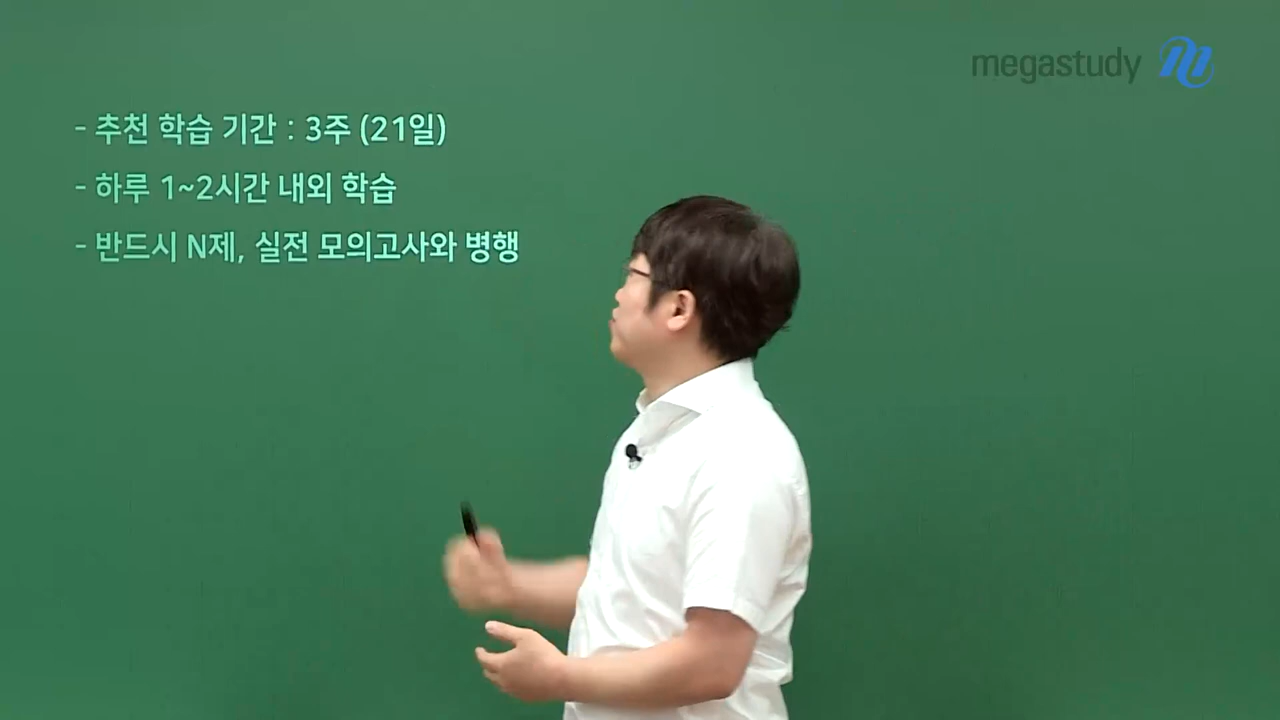 megastudy
- 추천 학습 기간 : 3주 (21일)
- 하루 1~2시간 내외 학습
- 반드시 N제, 실전 모의고사와 병행